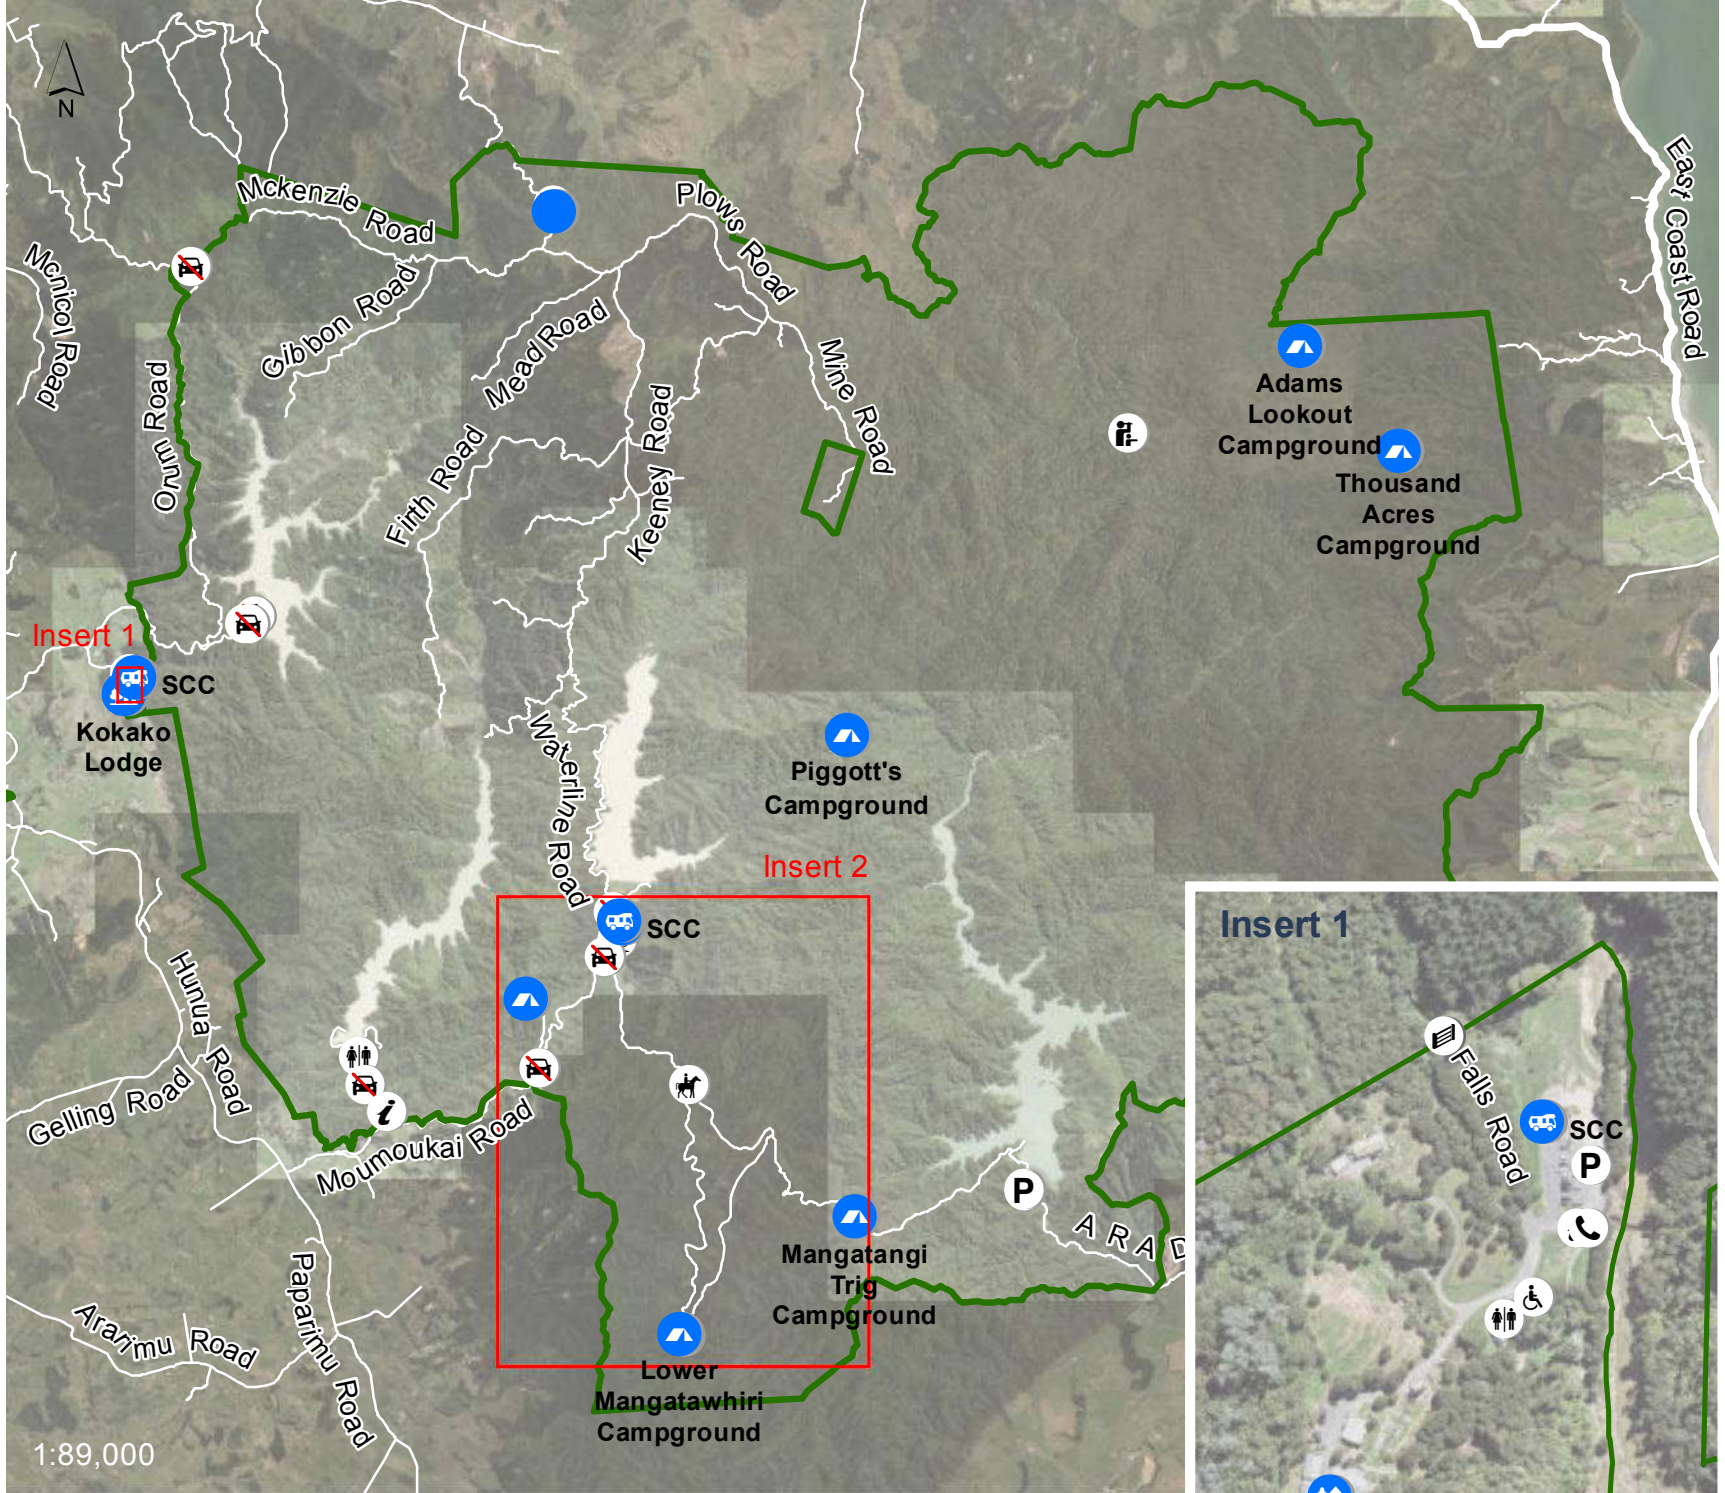 N
Mckenzie Road
Plows Road
East Coast Road
Mcnicol Road
Gibbon Road
Mead Road
Mine Road
Orum Road
Adams
Lookout
Campground
Firth Road
Keeney Road
Thousand
Acres
Campground
Insert 1
SCC
Kokako
Lodge
Waterline Road
Piggott's
Campground
Insert 2
SCC
Insert 1
Hunua Road
Falls Road
SCC
P
Gelling Road
i
Moumoukai Road
P
ARAD
Mangatangi
Trig
Campground
Ararimu Road
Paparimu Road
Lower
Mangatawhiri
Campground
1:89,000